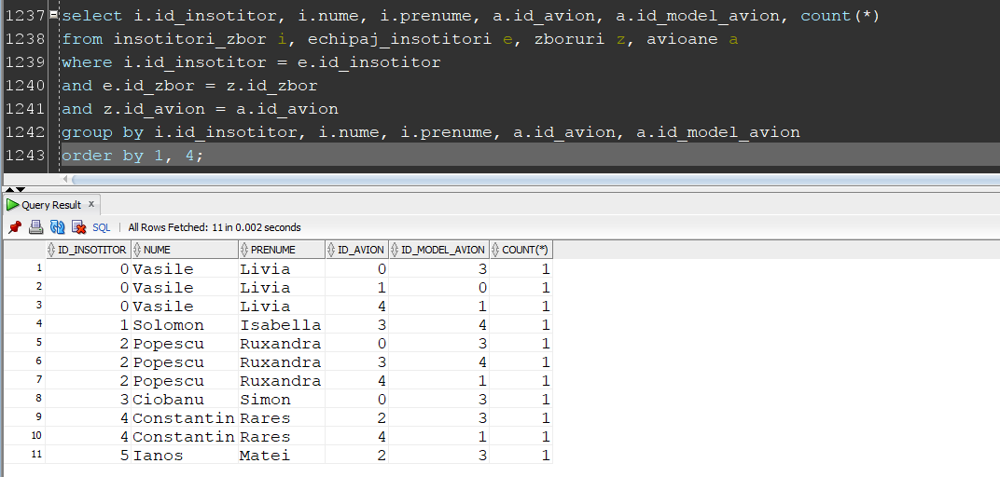 1237 select i.id_insotitor, i.nume, i.prenume, a.id_avion, a.id_model_avion, count(*)
1238 from insotitori_zbor i, echipaj_insotitori e, zboruri z, avioane a
1239 where i.id_insotitor = e.id_insotitor
1240 and e.id_zbor = z.id_zbor
1241 and z.id_avion = a.id_avion
1242 group by i.id_insotitor, i.nume, i.prenume, a.id_avion, a.id_model_avion
1243 order by 1, 4;
Query Result x
SQL | All Rows Fetched: 11 in 0.002 seconds
ID_INSOTITOR NUME PRENUME ID_AVION ID_MODEL_AVION COUNT(*)
1 0 Vasile Livia 0 3 1
2 0 Vasile Livia 1 0 1
3 0 Vasile Livia 4 1 1
4 1 Solomon Isabella 3 4 1
5 2 Popescu Ruxandra 0 3 1
6 2 Popescu Ruxandra 3 4 1
7 2 Popescu Ruxandra 4 1 1
8 3 Ciobanu Simon 0 3 1
9 4 Constantin Rares 2 3 1
10 4 Constantin Rares 4 1 1
11 5 Ianos Matei 2 3 1